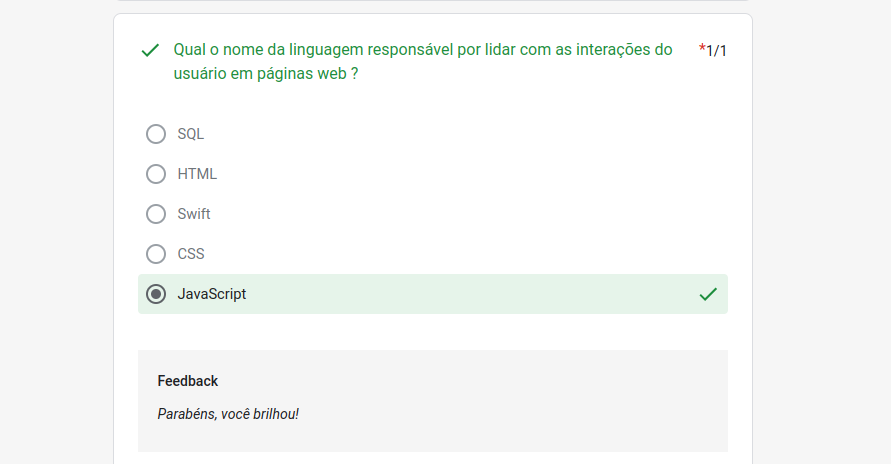 Qual o nome da linguagem responsável por lidar com as interações do
usuário em páginas web ?
*1/1
SQL
HTML
Swift
CSS
JavaScript
Feedback
Parabéns, você brilhou!